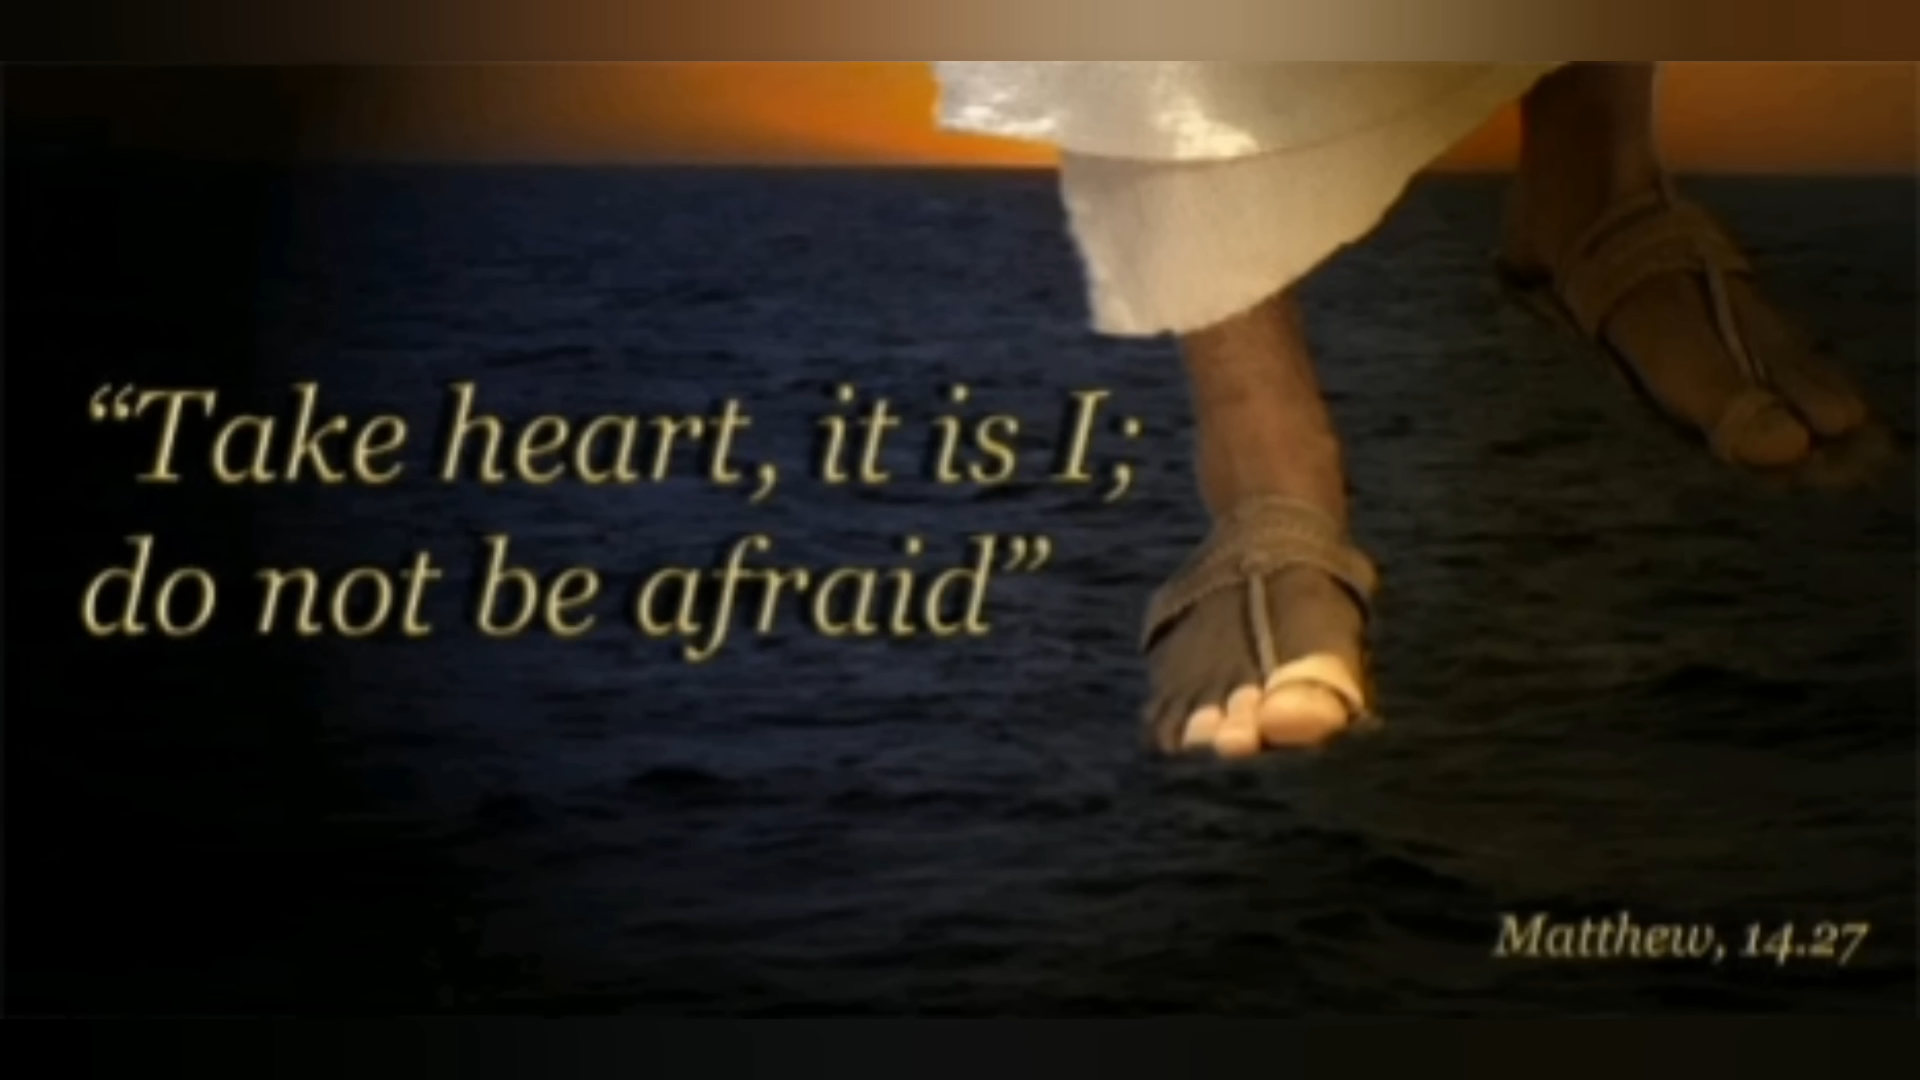 “Take heart, it is I;
do not be afraid”
Matthew, 14.27